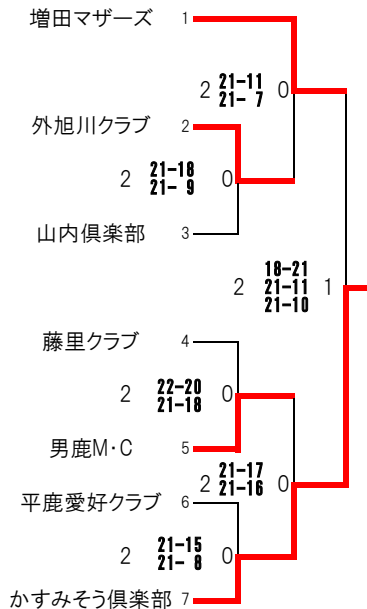 増田マザーズ 1
2 21-11 0
21- 7
外旭川クラブ 2
2 21-18 0
21- 9
山内倶楽部 3
18-21
2 21-11 1
21-10
藤里クラブ 4
2 22-20 0
21-18
男鹿M・C 5
2 21-17 0
21-16
平鹿愛好クラブ 6
2 21-15 0
21- 8
かすみそう倶楽部 7